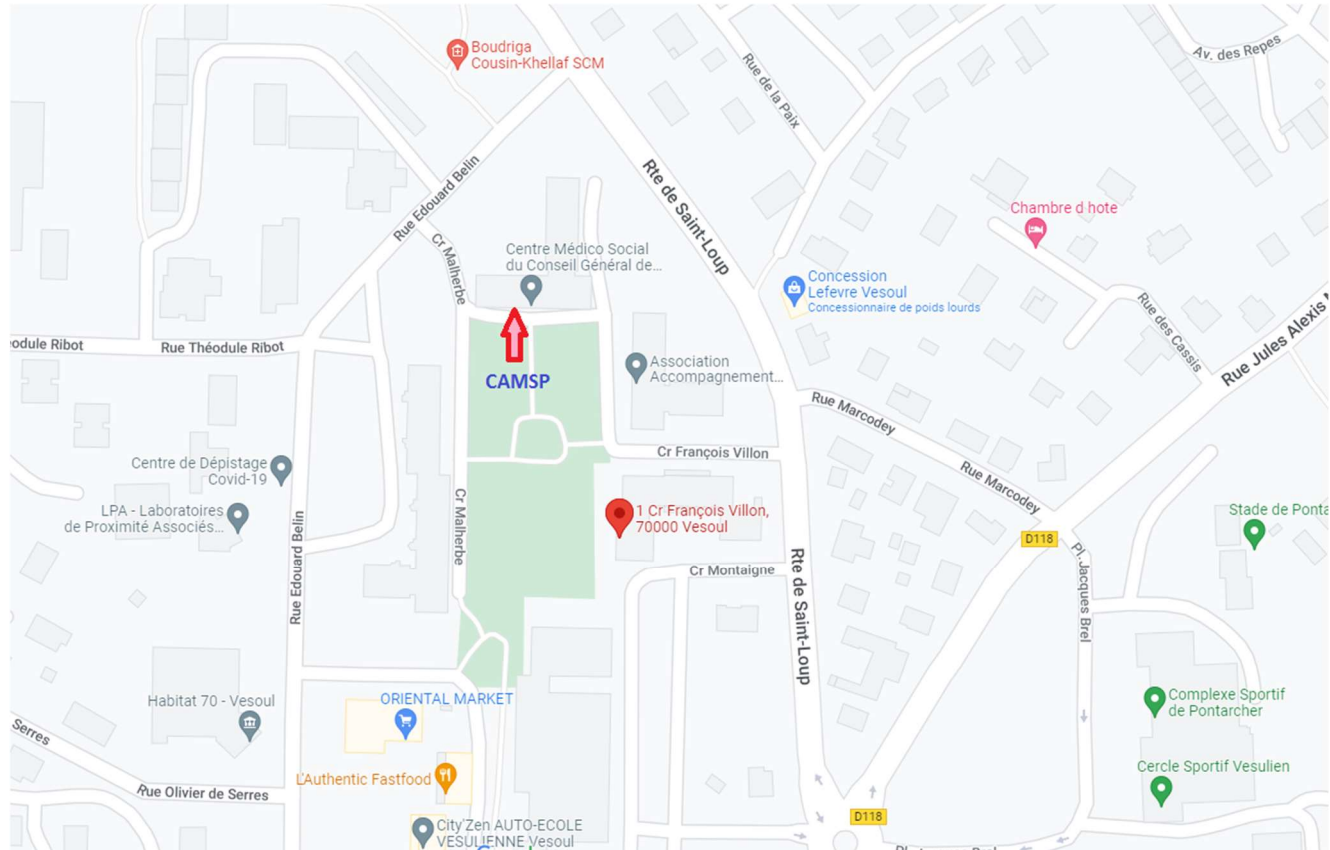 Boudriga
Cousin-Khellaf SCM
Av. des Repes
Rue de la Paix
Rte de Saint-Loup
Rue Edouard Belin
Chambre d hote
Cr Malherbe
Centre Médico Social
du Conseil Général de...
Concession
Lefevre Vesoul
Concessionnaire de poids lourds
Rue des Cassis
Rue Jules Alexis M
éodule Ribot
Rue Théodule Ribot
CAMSP
Association
Accompagnement...
Rue Marcodey
Cr François Villon
Rue Marcodey
Centre de Dépistage
Covid-19
LPA - Laboratoires
de Proximité Associés...
Cr Malherbe
1 Cr François Villon,
70000 Vesoul
Stade de Ponta
D118
Pl. Jacques Brel
Cr Montaigne
Rue Edouard Belin
Rte de Saint-Loup
Habitat 70 - Vesoul
ORIENTAL MARKET
Complexe Sportif
de Pontarcher
Serres
L'Authentic Fastfood
Cercle Sportif Vesulien
Rue Olivier de Serres
City'Zen AUTO-ECOLE
VESULIENNE Vesoul
D118